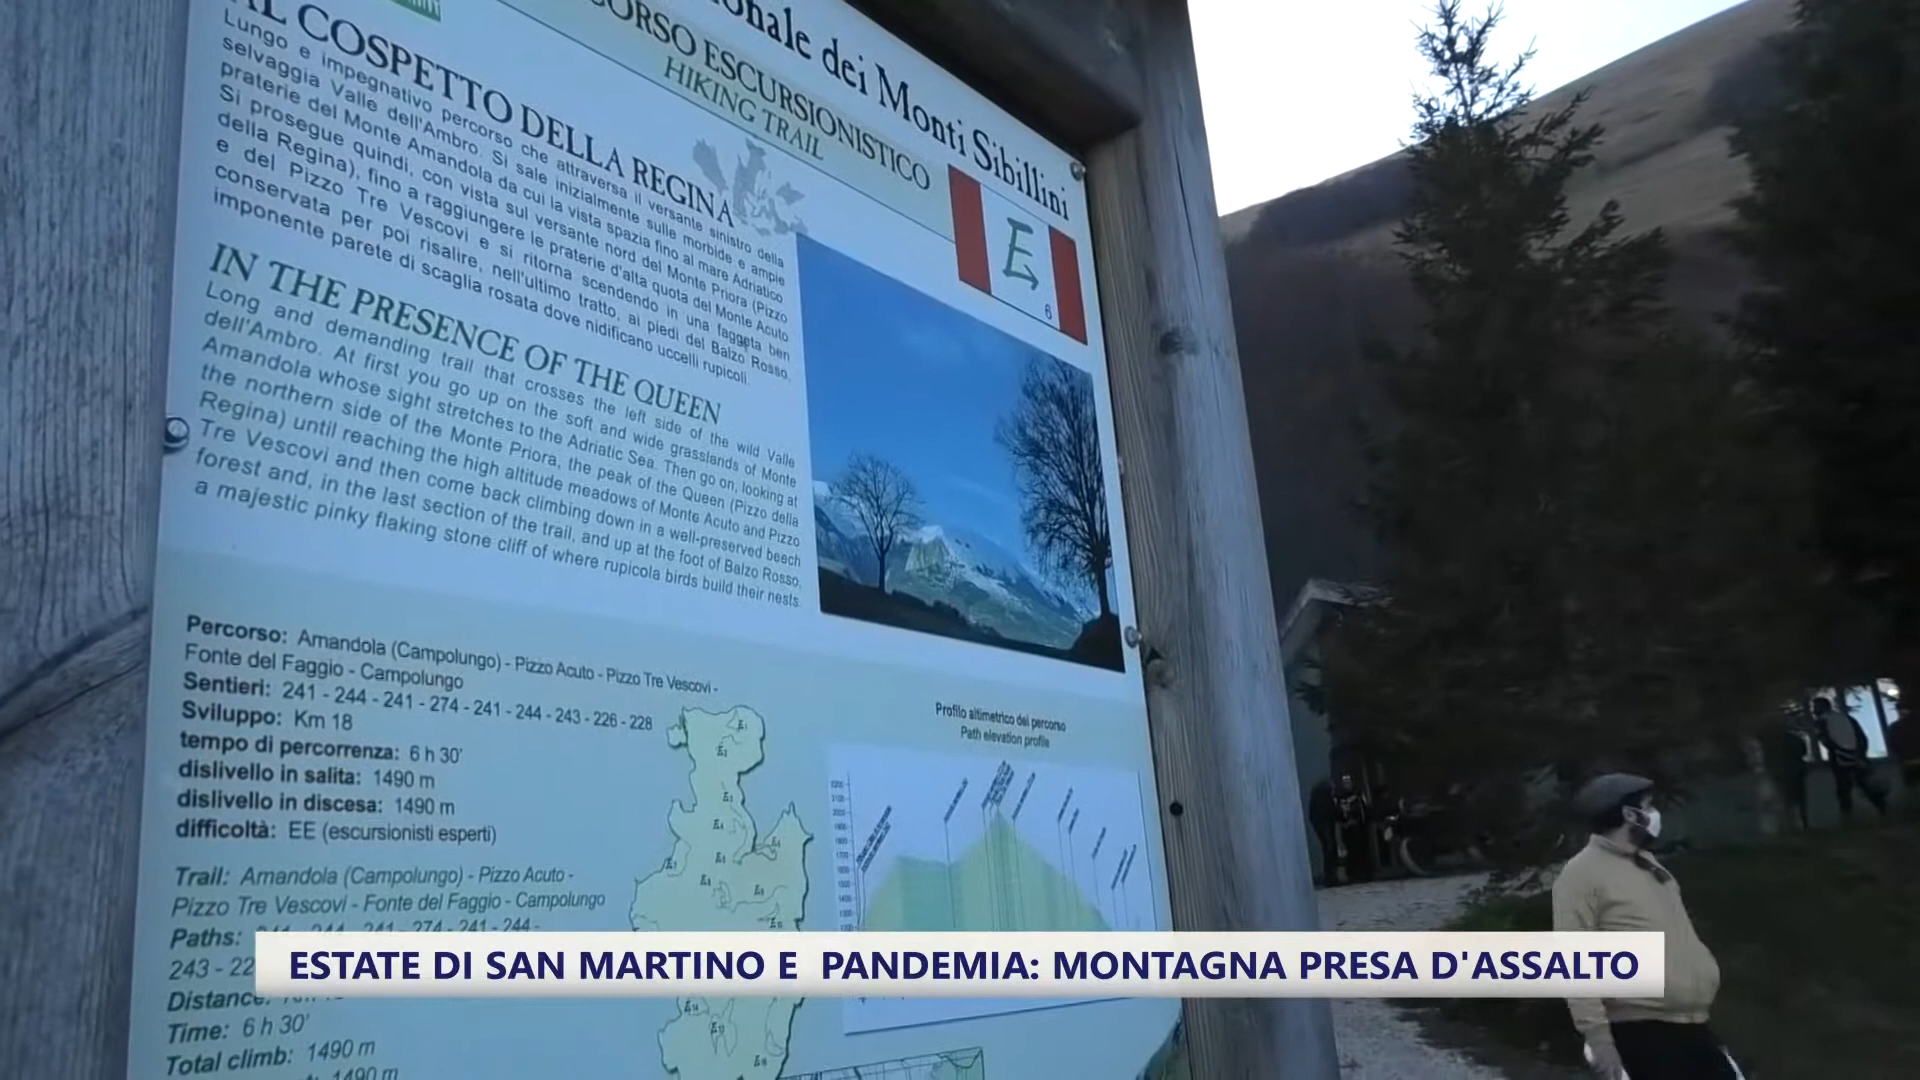 onale dei Monti Sibillini
CORSO ESCURSIONISTICO
HIKING TRAIL
E
6
AL COSPETTO DELLA REGINA
Lungo e impegnativo percorso che attraversa il versante sinistro della
selvaggia Valle dell'Ambro. Si sale inizialmente sulle morbide e ampie
praterie del Monte Amandola da cui la vista spazia fino al mare Adriatico
Si prosegue quindi, con vista sul versante nord del Monte Priora (Pizzo
della Regina), fino a raggiungere le praterie d'alta quota del Monte Acuto
e del Pizzo Tre Vescovi e si ritorna scendendo in una faggeta ben
conservata per poi risalire, nell'ultimo tratto, ai piedi del Balzo Rosso,
imponente parete di scaglia rosata dove nidificano uccelli rupicoli.
IN THE PRESENCE OF THE QUEEN
Long and demanding trail that crosses the left side of the wild Valle
dell'Ambro. At first you go up on the soft and wide grasslands of Monte
Amandola whose sight stretches to the Adriatic Sea. Then go on, looking at
the northern side of the Monte Priora, the peak of the Queen (Pizzo della
Regina) until reaching the high altitude meadows of Monte Acuto and Pizzo
Tre Vescovi and then come back climbing down in a well-preserved beech
forest and, in the last section of the trail, and up at the foot of Balzo Rosso,
a majestic pinky flaking stone cliff of where rupicola birds build their nests.
Percorso: Amandola (Campolungo) - Pizzo Acuto - Pizzo Tre Vescovi -
Fonte del Faggio - Campolungo
Sentieri: 241 - 244 - 241 - 274 - 241 - 244 - 243 - 226 - 228
Sviluppo: Km 18
tempo di percorrenza: 6 h 30'
dislivello in salita: 1490 m
dislivello in discesa: 1490 m
difficoltà: EE (escursionisti esperti)
Profilo altimetrico del percorso
Path elevation profile
Trail: Amandola (Campolungo) - Pizzo Acuto -
Pizzo Tre Vescovi - Fonte del Faggio - Campolungo
Paths: 241 - 244 - 241 - 274 - 241 - 244 -
243 - 22
Distance:
Time: 6 h 30'
Total climb: 1490 m
1490 m
ESTATE DI SAN MARTINO E  PANDEMIA: MONTAGNA PRESA D'ASSALTO